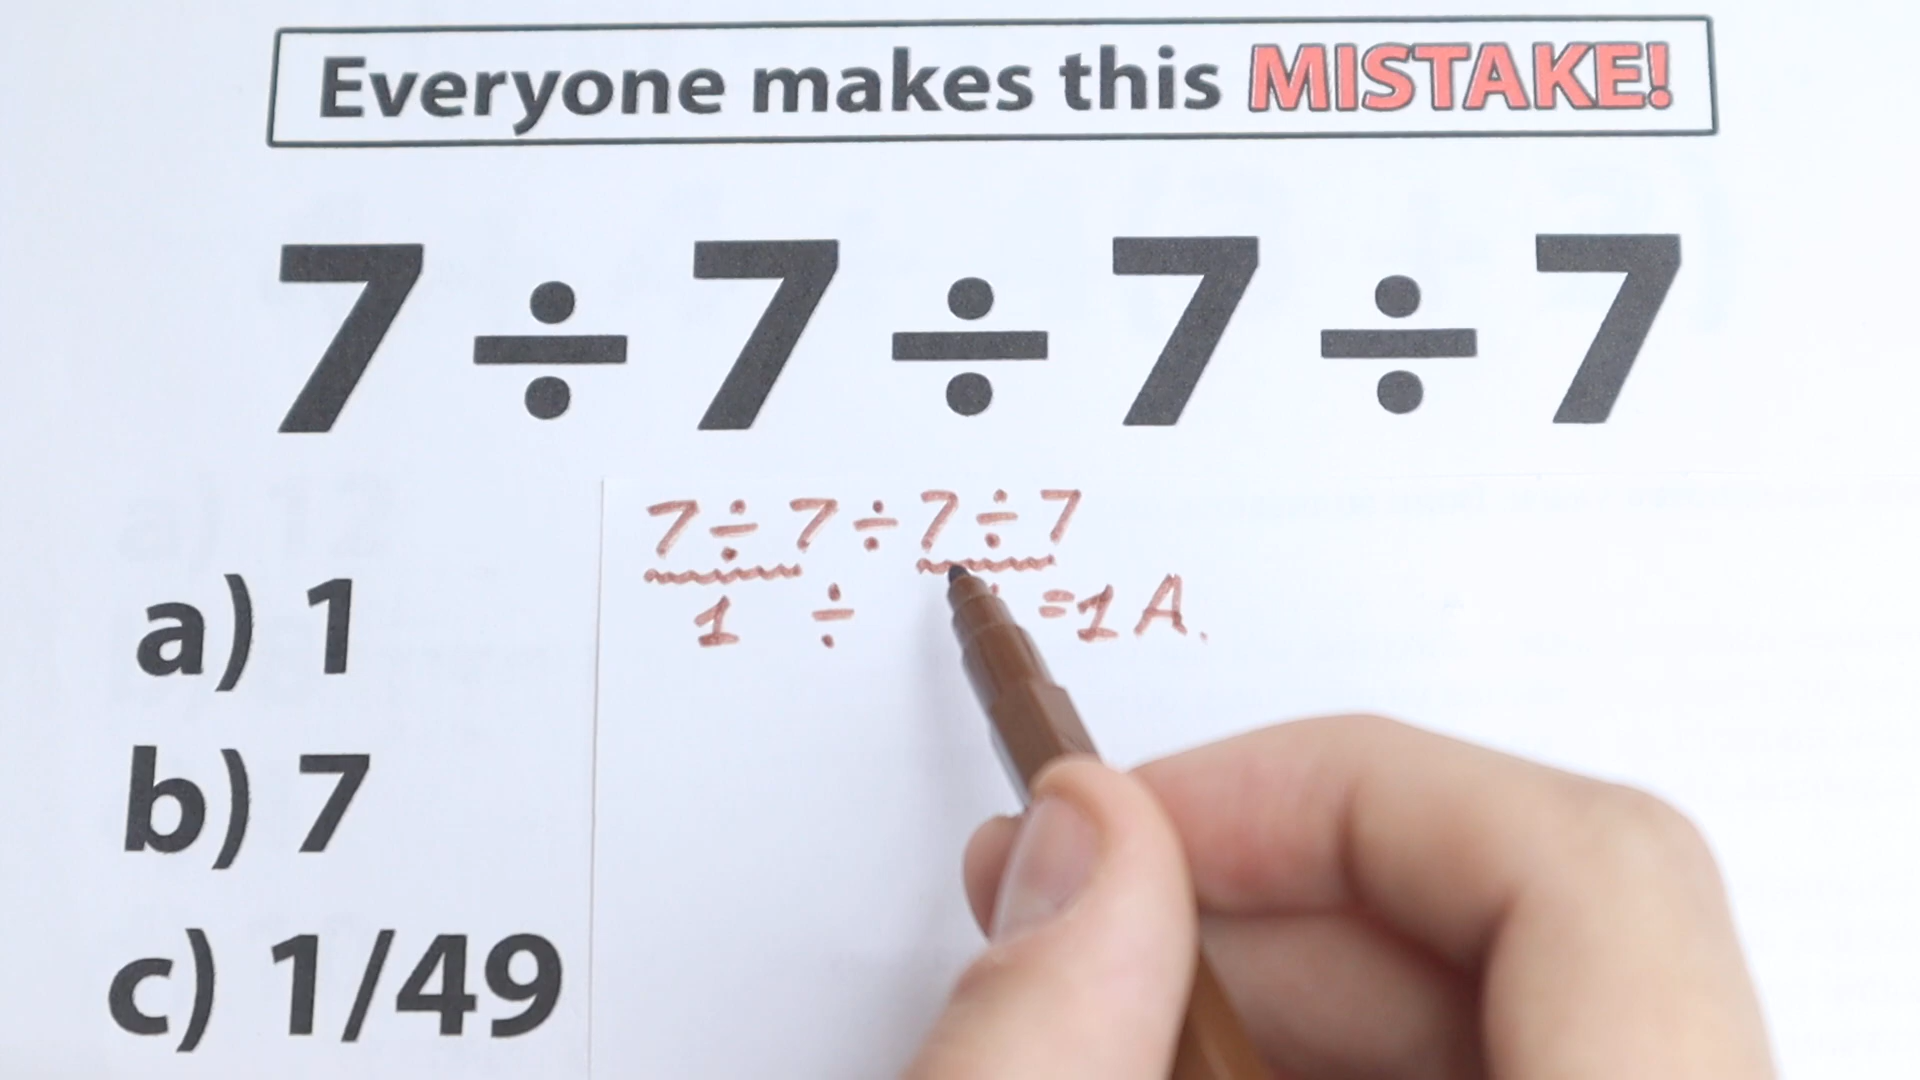 Everyone makes this MISTAKE!
7 ÷ 7 ÷ 7 ÷ 7
7 ÷ 7 ÷ 7 ÷ 7
1 ÷ = 1 A.
a) 1
b) 7
c) 1/49